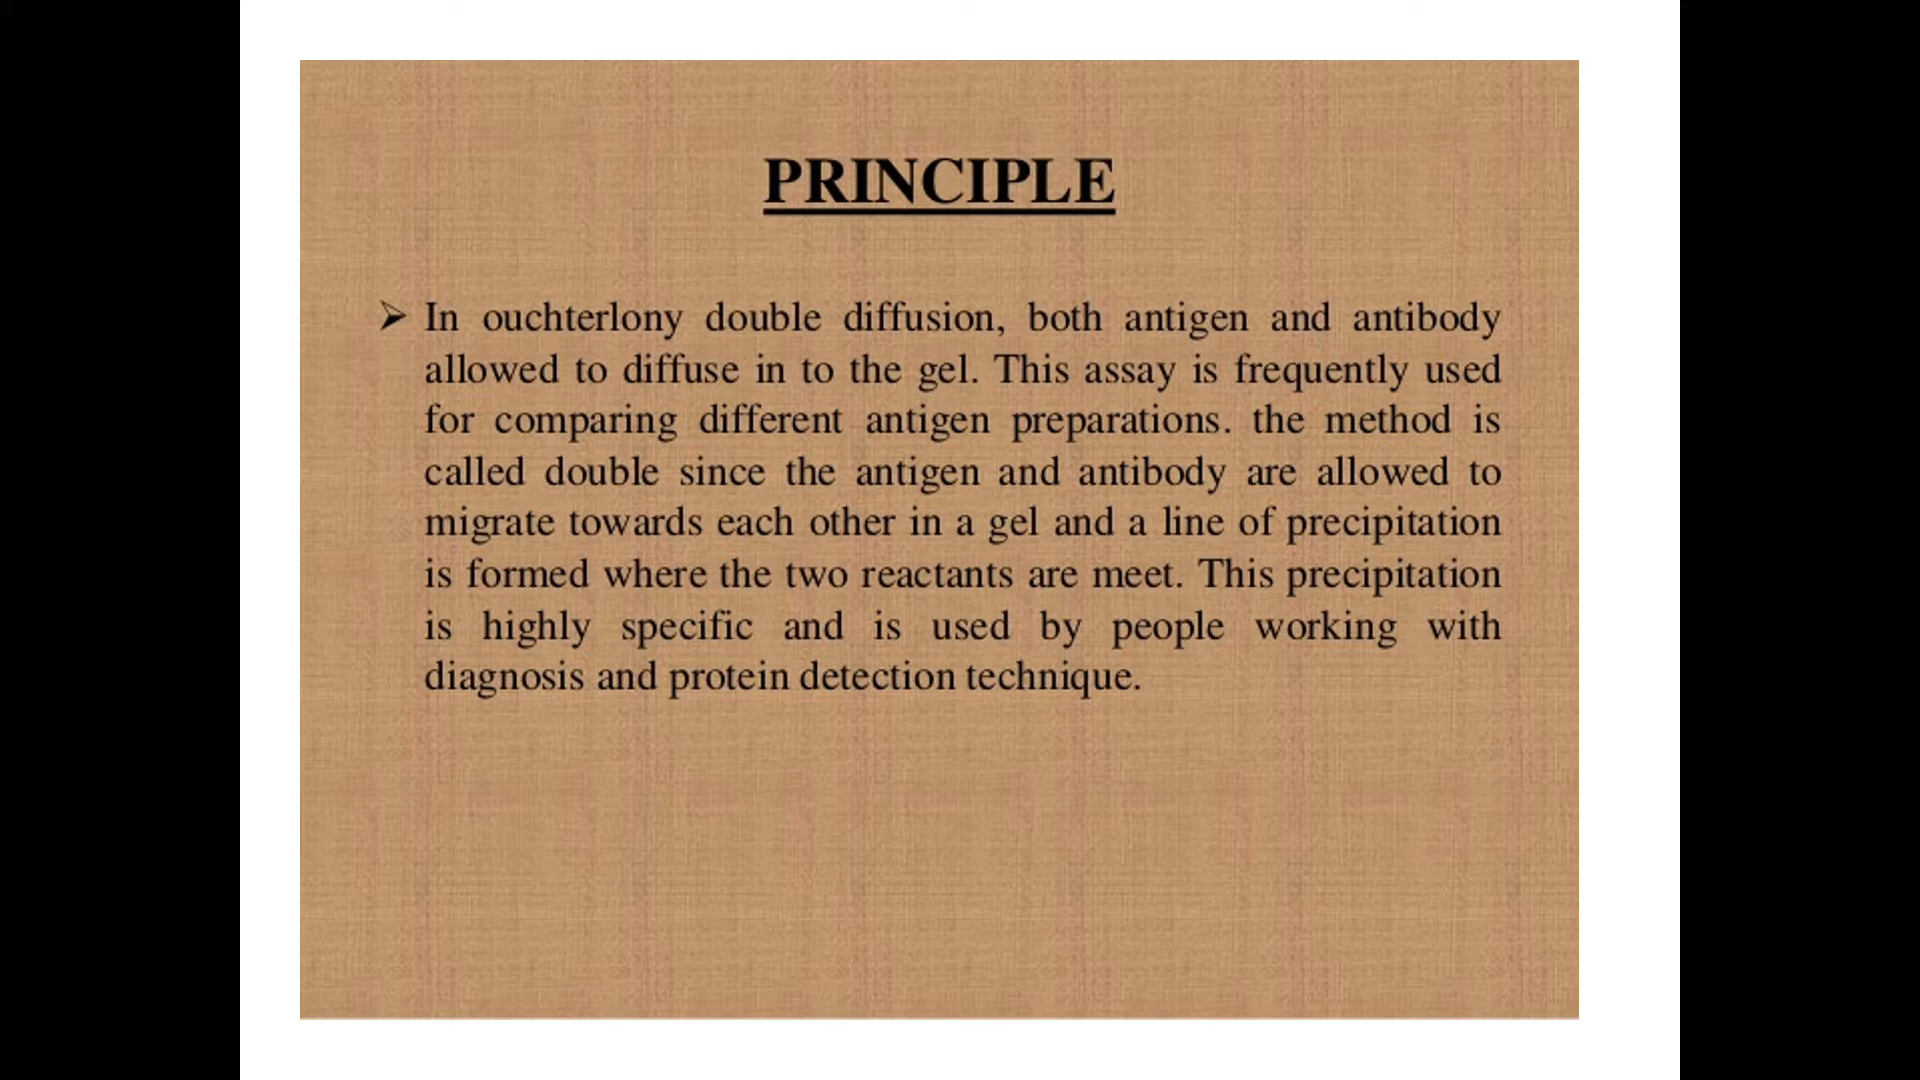 PRINCIPLE
➢ In ouchterlony double diffusion, both antigen and antibody
allowed to diffuse in to the gel. This assay is frequently used
for comparing different antigen preparations. the method is
called double since the antigen and antibody are allowed to
migrate towards each other in a gel and a line of precipitation
is formed where the two reactants are meet. This precipitation
is highly specific and is used by people working with
diagnosis and protein detection technique.